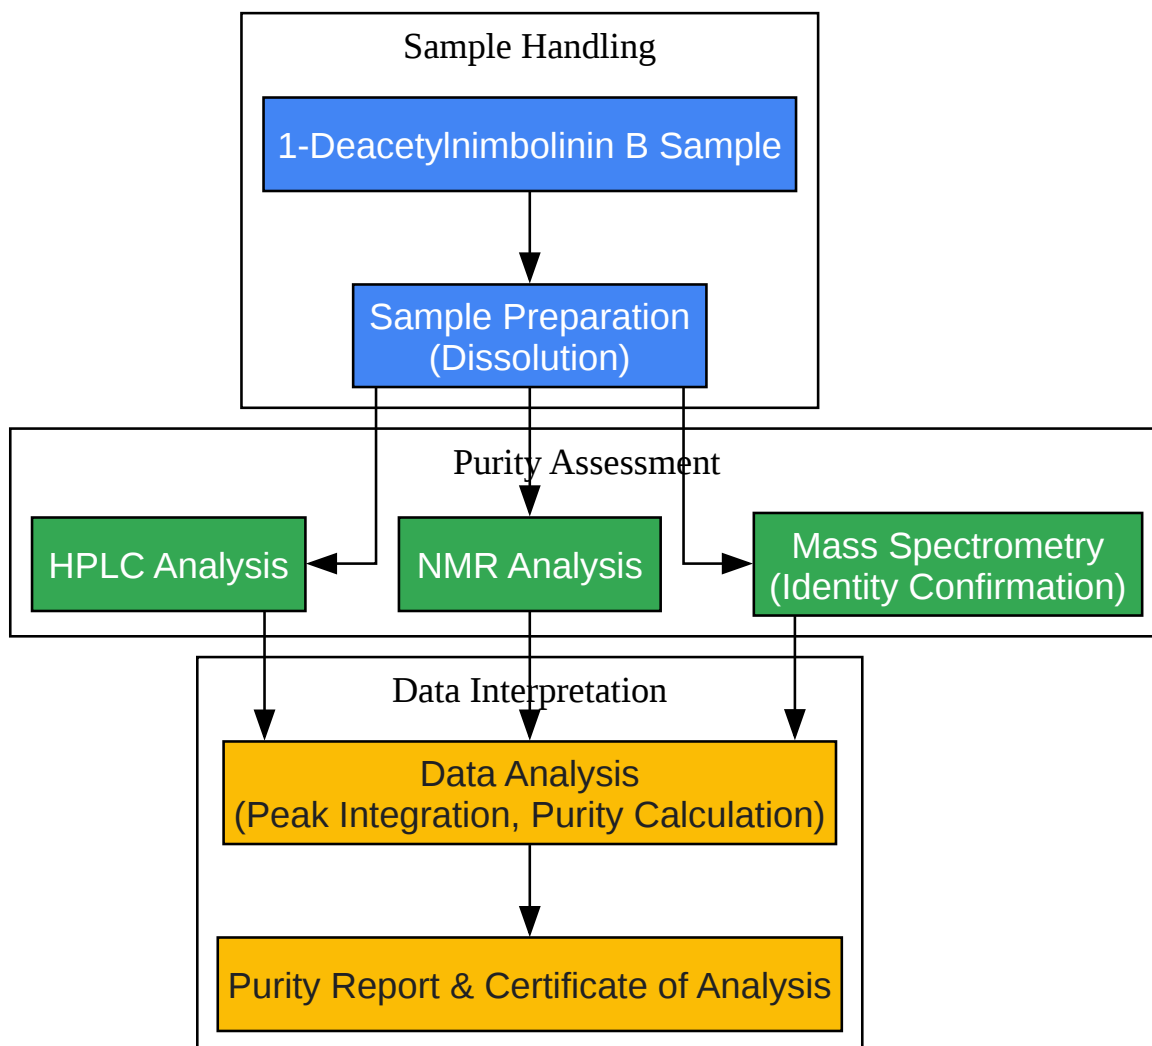 Sample Handling
1-Deacetylnimbolinin B Sample
Sample Preparation
(Dissolution)
Purity Assessment
HPLC Analysis
NMR Analysis
Mass Spectrometry
(Identity Confirmation)
Data Interpretation
Data Analysis
(Peak Integration, Purity Calculation)
Purity Report & Certificate of Analysis